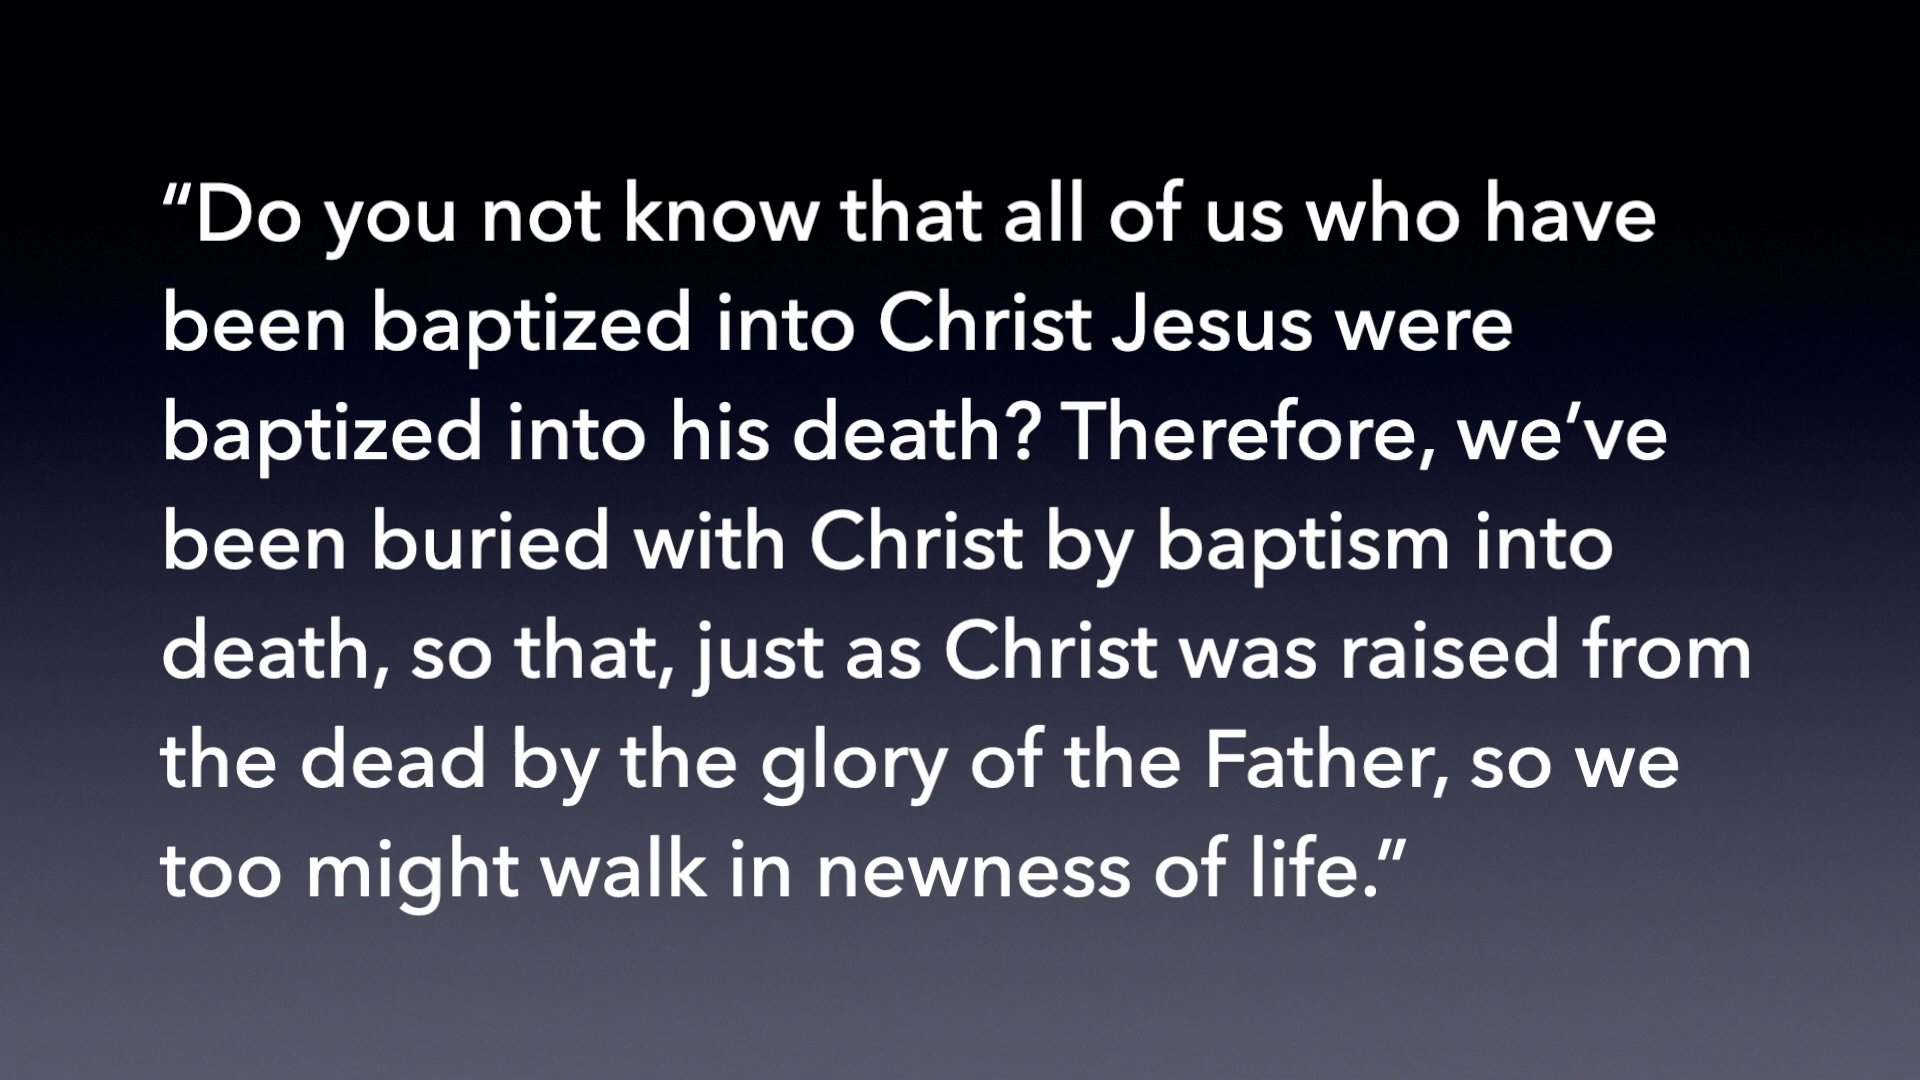 “Do you not know that all of us who have
been baptized into Christ Jesus were
baptized into his death? Therefore, we’ve
been buried with Christ by baptism into
death, so that, just as Christ was raised from
the dead by the glory of the Father, so we
too might walk in newness of life.”